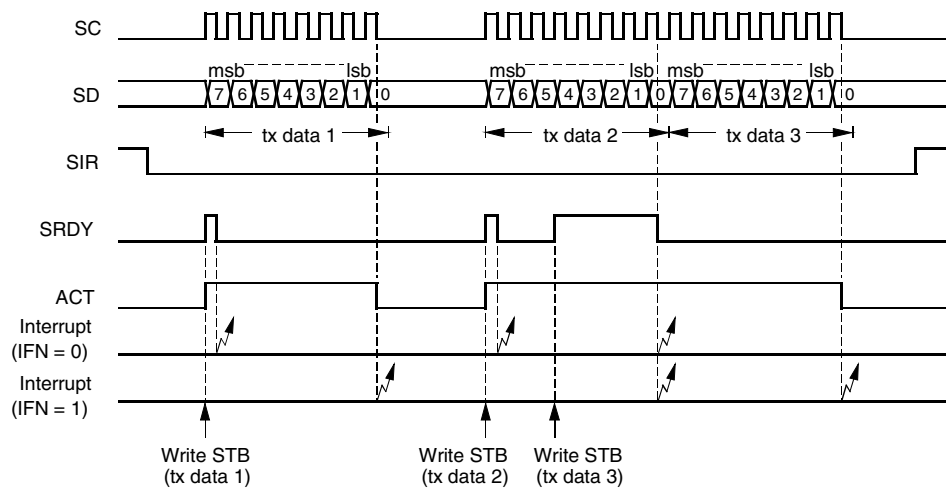 SC
msb lsb msb lsb msb lsb
SD 7 6 5 4 3 2 1 0 7 6 5 4 3 2 1 0 7 6 5 4 3 2 1 0
tx data 1 tx data 2 tx data 3
SIR
SRDY
ACT
Interrupt
(IFN = 0)
Interrupt
(IFN = 1)
Write STB Write STB Write STB
(tx data 1) (tx data 2) (tx data 3)